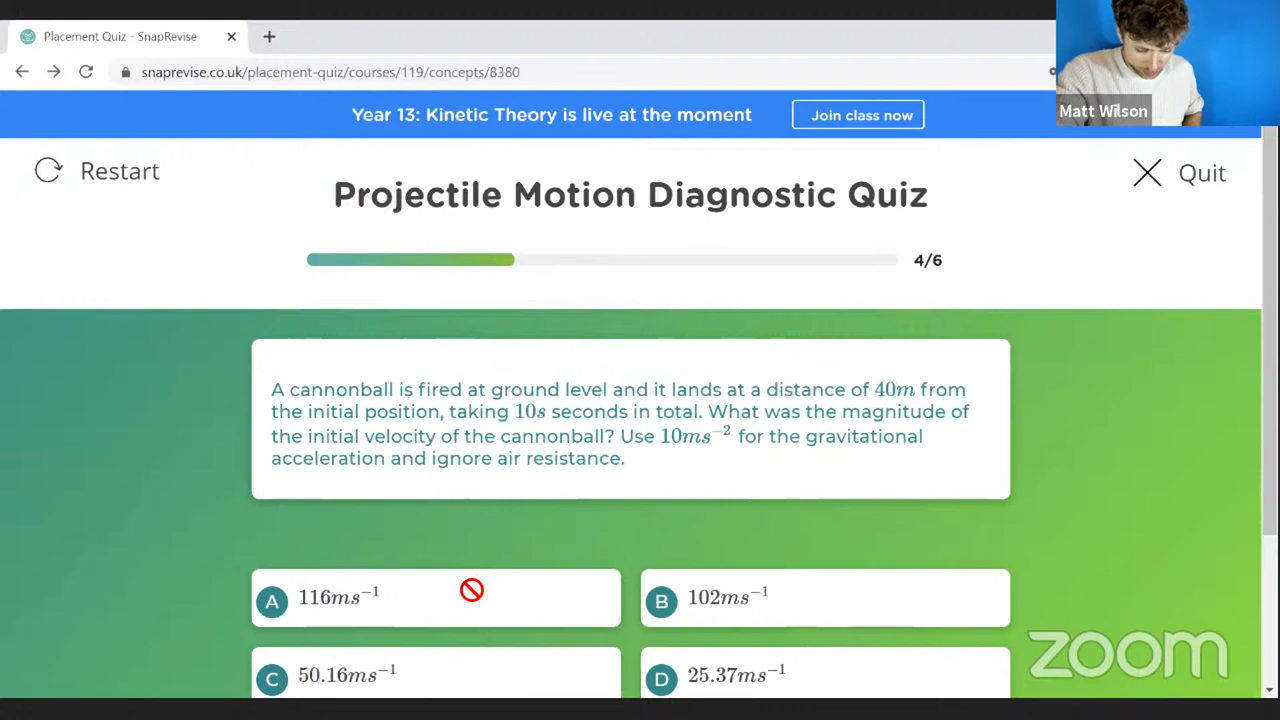 Placement Quiz - SnapRevise
snaprevise.co.uk/placement-quiz/courses/119/concepts/8380
Year 13: Kinetic Theory is live at the moment
Join class now
Matt Wilson
Restart
Quit
Projectile Motion Diagnostic Quiz
4/6
A cannonball is fired at ground level and it lands at a distance of 40m from
the initial position, taking 10s seconds in total. What was the magnitude of
the initial velocity of the cannonball? Use 10ms⁻² for the gravitational
acceleration and ignore air resistance.
A 116ms⁻¹
B 102ms⁻¹
C 50.16ms⁻¹
D 25.37ms⁻¹
zoom